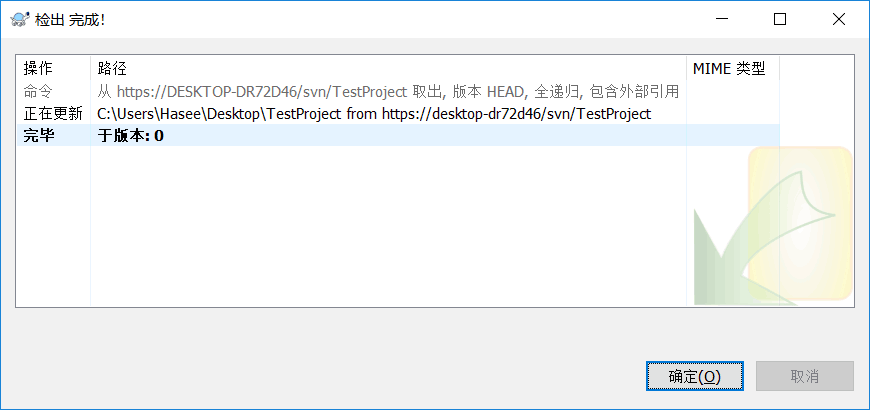 检出 完成!
操作 路径 MIME 类型
命令 从 https://DESKTOP-DR72D46/svn/TestProject 取出, 版本 HEAD, 全递归, 包含外部引用
正在更新 C:\Users\Hasee\Desktop\TestProject from https://desktop-dr72d46/svn/TestProject
完毕 于版本: 0
确定(O) 取消